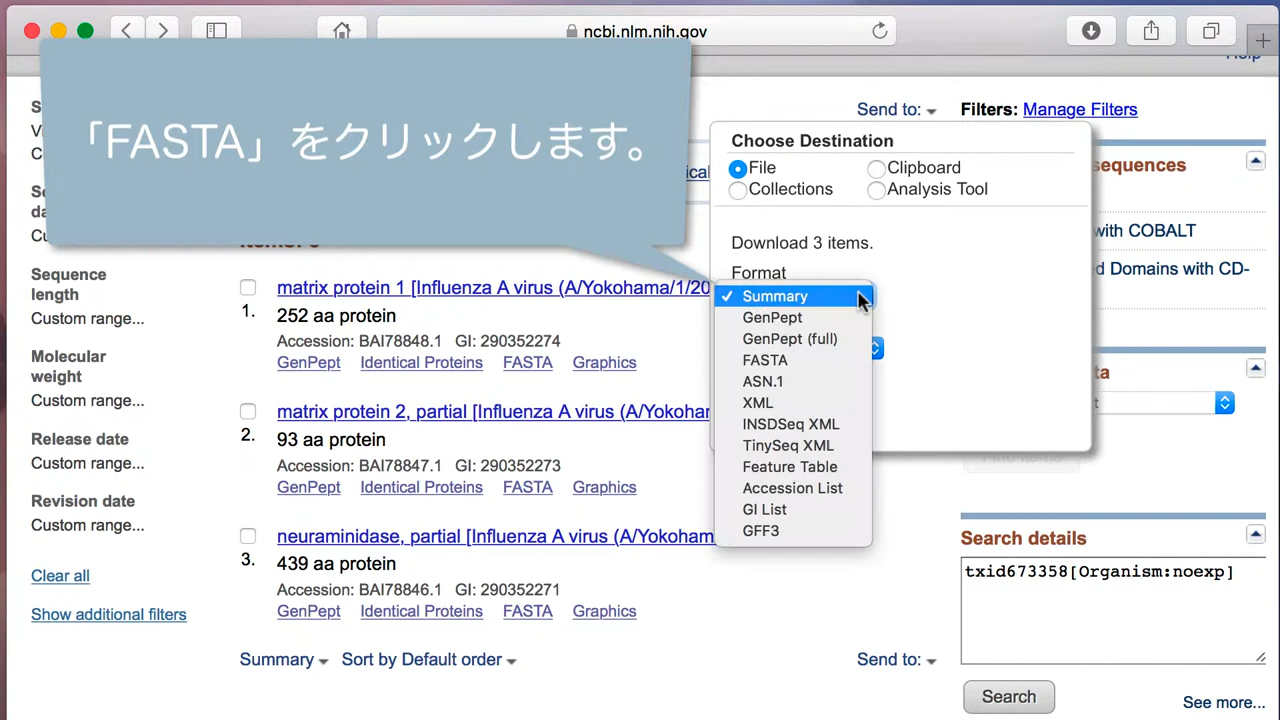 ncbi.nlm.nih.gov
「FASTA」をクリックします。
Send to:
Filters: Manage Filters
Choose Destination
File
Clipboard
Collections
Analysis Tool
Download 3 items.
Format
Summary
GenPept
GenPept (full)
FASTA
ASN.1
XML
INSDSeq XML
TinySeq XML
Feature Table
Accession List
GI List
GFF3
Sequence
length
Custom range...
Molecular
weight
Custom range...
Release date
Custom range...
Revision date
Custom range...
Clear all
Show additional filters
matrix protein 1 [Influenza A virus (A/Yokohama/1/20
1. 252 aa protein
Accession: BAI78848.1 GI: 290352274
GenPept Identical Proteins FASTA Graphics
matrix protein 2, partial [Influenza A virus (A/Yokohar
2. 93 aa protein
Accession: BAI78847.1 GI: 290352273
GenPept Identical Proteins FASTA Graphics
neuraminidase, partial [Influenza A virus (A/Yokoham
3. 439 aa protein
Accession: BAI78846.1 GI: 290352271
GenPept Identical Proteins FASTA Graphics
Summary Sort by Default order
Send to:
sequences
with COBALT
d Domains with CD-
Search details
txid673358[Organism:noexp]
Search
See more...